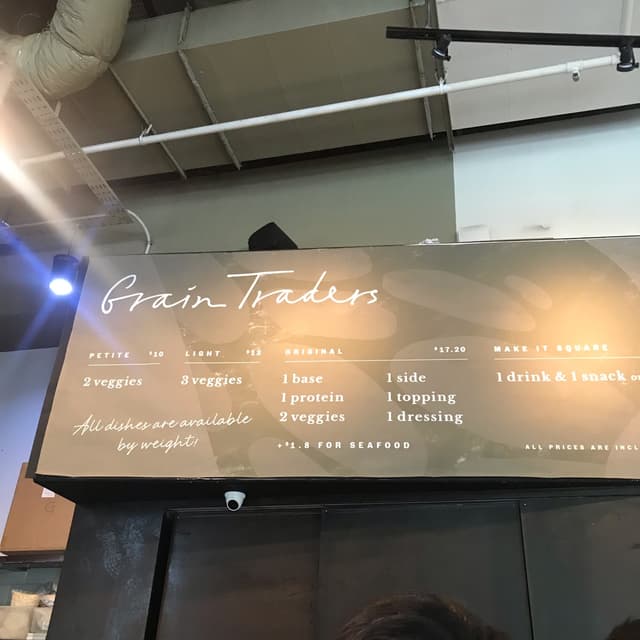 Grain Traders
PETITE $10
2 veggies
LIGHT
3 veggies
ORIGINAL $17.20
1 base
1 protein
2 veggies
1 side
1 topping
1 dressing
+$1.8 FOR SEAFOOD
MAKE IT SQUARE
1 drink & 1 snack
All dishes are available
by weight!
ALL PRICES ARE